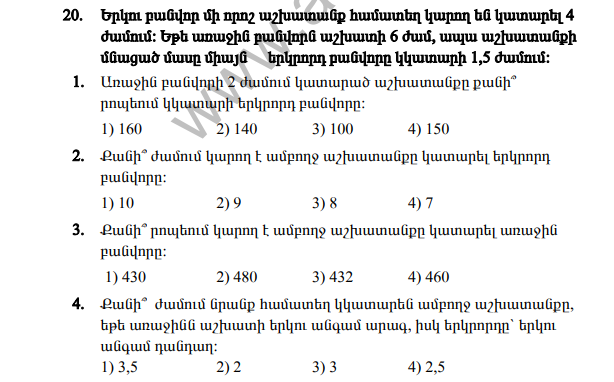 20. Երկու բանվոր մի որոշ աշխատանք համատեղ կարող են կատարել 4
ժամում: Եթե առաջին բանվորն աշխատի 6 ժամ, ապա աշխատանքի
մնացած մասը միայն երկրորդ բանվորը կկատարի 1,5 ժամում:
1. Առաջին բանվորի 2 ժամում կատարած աշխատանքը քանի՞
րոպեում կկատարի երկրորդ բանվորը:
1) 160 2) 140 3) 100 4) 150
2. Քանի՞ ժամում կարող է ամբողջ աշխատանքը կատարել երկրորդ
բանվորը:
1) 10 2) 9 3) 8 4) 7
3. Քանի՞ րոպեում կարող է ամբողջ աշխատանքը կատարել առաջին
բանվորը:
1) 430 2) 480 3) 432 4) 460
4. Քանի՞ ժամում նրանք համատեղ կկատարեն ամբողջ աշխատանքը,
եթե առաջինն աշխատի երկու անգամ արագ, իսկ երկրորդը՝ երկու
անգամ դանդաղ:
1) 3,5 2) 2 3) 3 4) 2,5